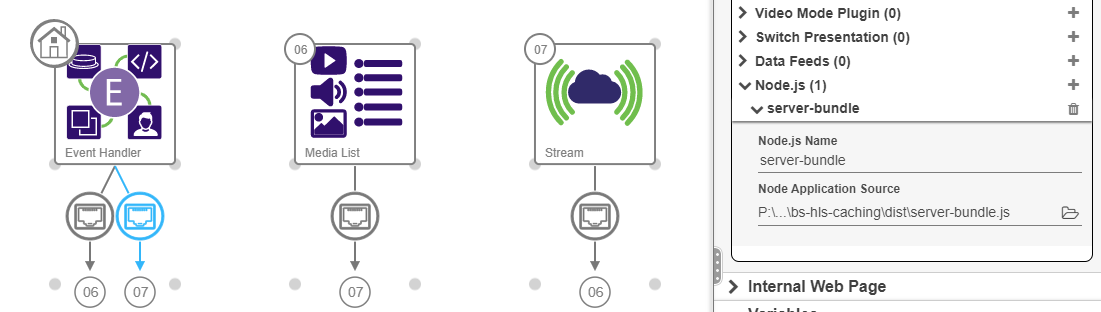 Video Mode Plugin (0)
06
07
Switch Presentation (0)
</>
Data Feeds (0)
E
Node.js (1)
server-bundle
Node.js Name
Event Handler
Media List
Stream
server-bundle
Node Application Source
P:\...\bs-hls-caching\dist\server-bundle.js
06
07
07
06
Internal Web Page
Variables